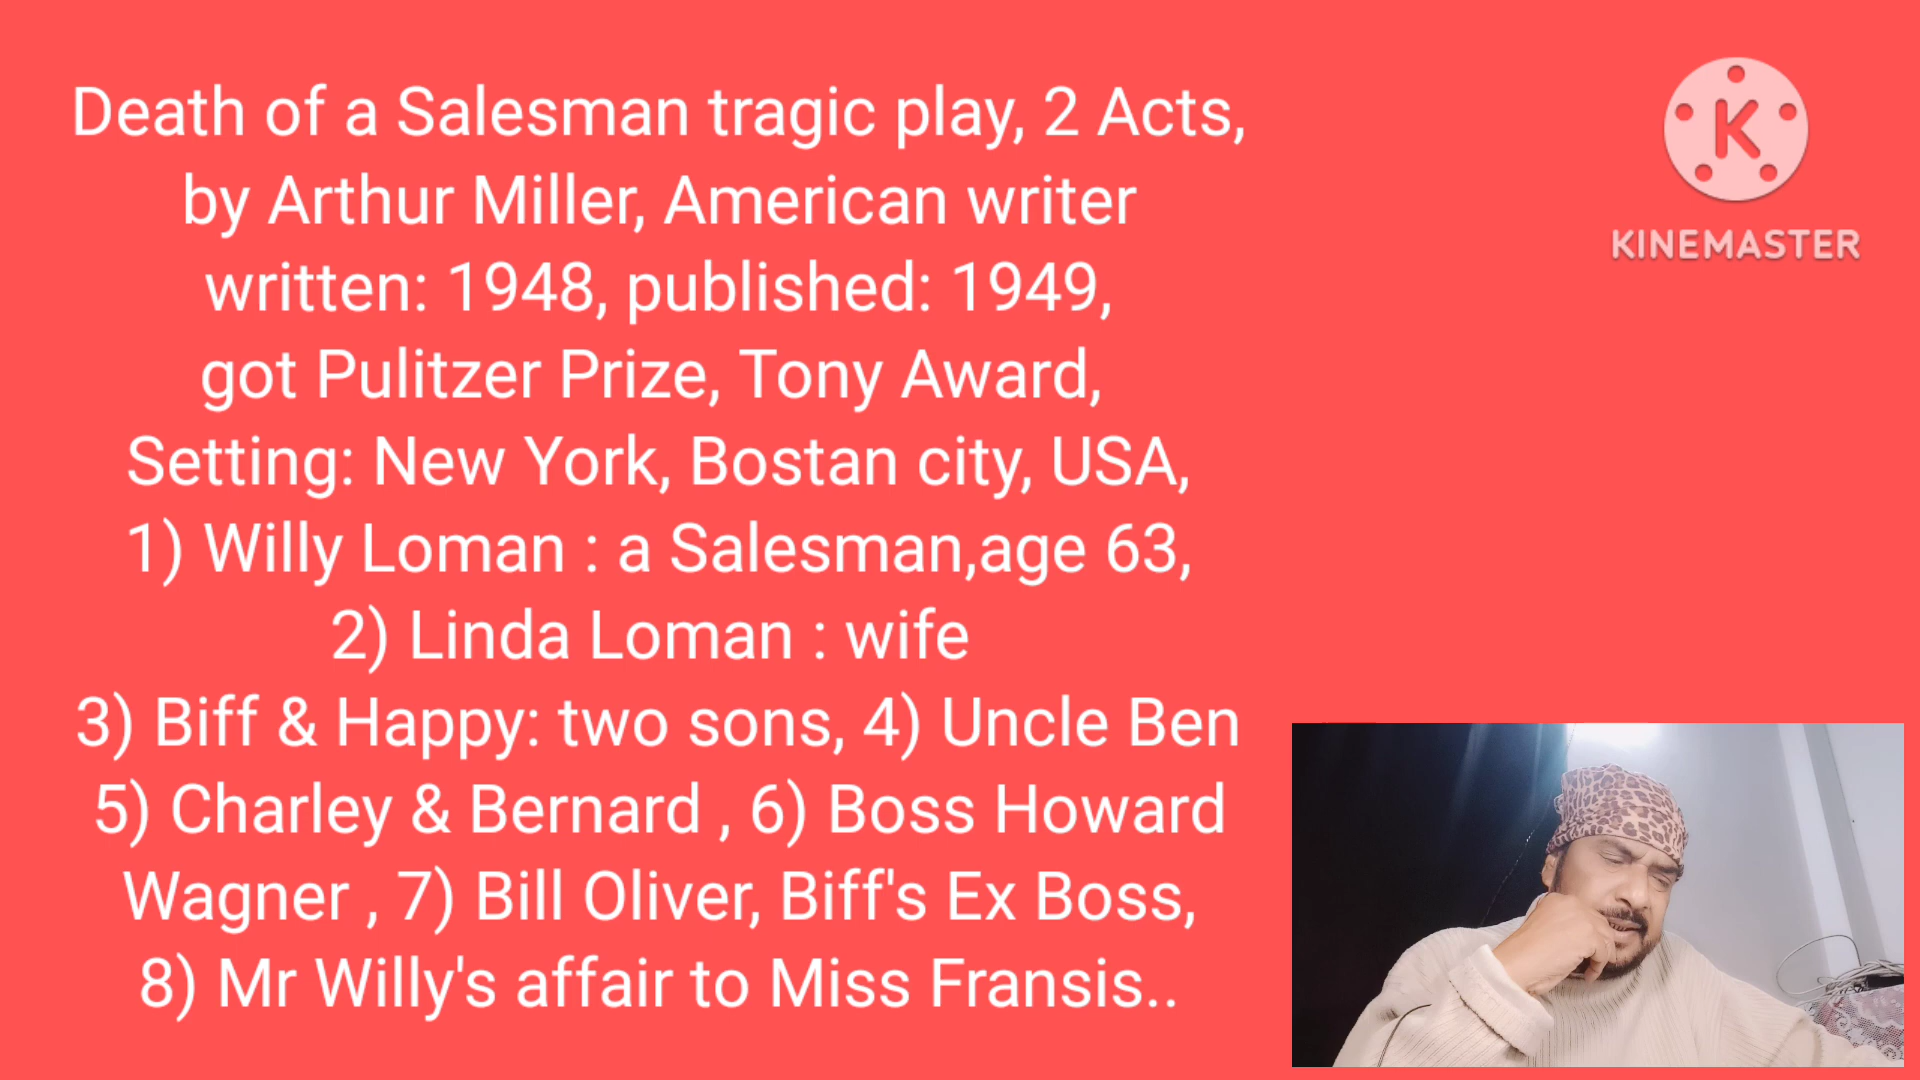 Death of a Salesman tragic play, 2 Acts,
by Arthur Miller, American writer
written: 1948, published: 1949,
got Pulitzer Prize, Tony Award,
Setting: New York, Bostan city, USA,
1) Willy Loman : a Salesman,age 63,
2) Linda Loman : wife
3) Biff & Happy: two sons, 4) Uncle Ben
5) Charley & Bernard , 6) Boss Howard
Wagner , 7) Bill Oliver, Biff's Ex Boss,
8) Mr Willy's affair to Miss Fransis..
K
KINEMASTER